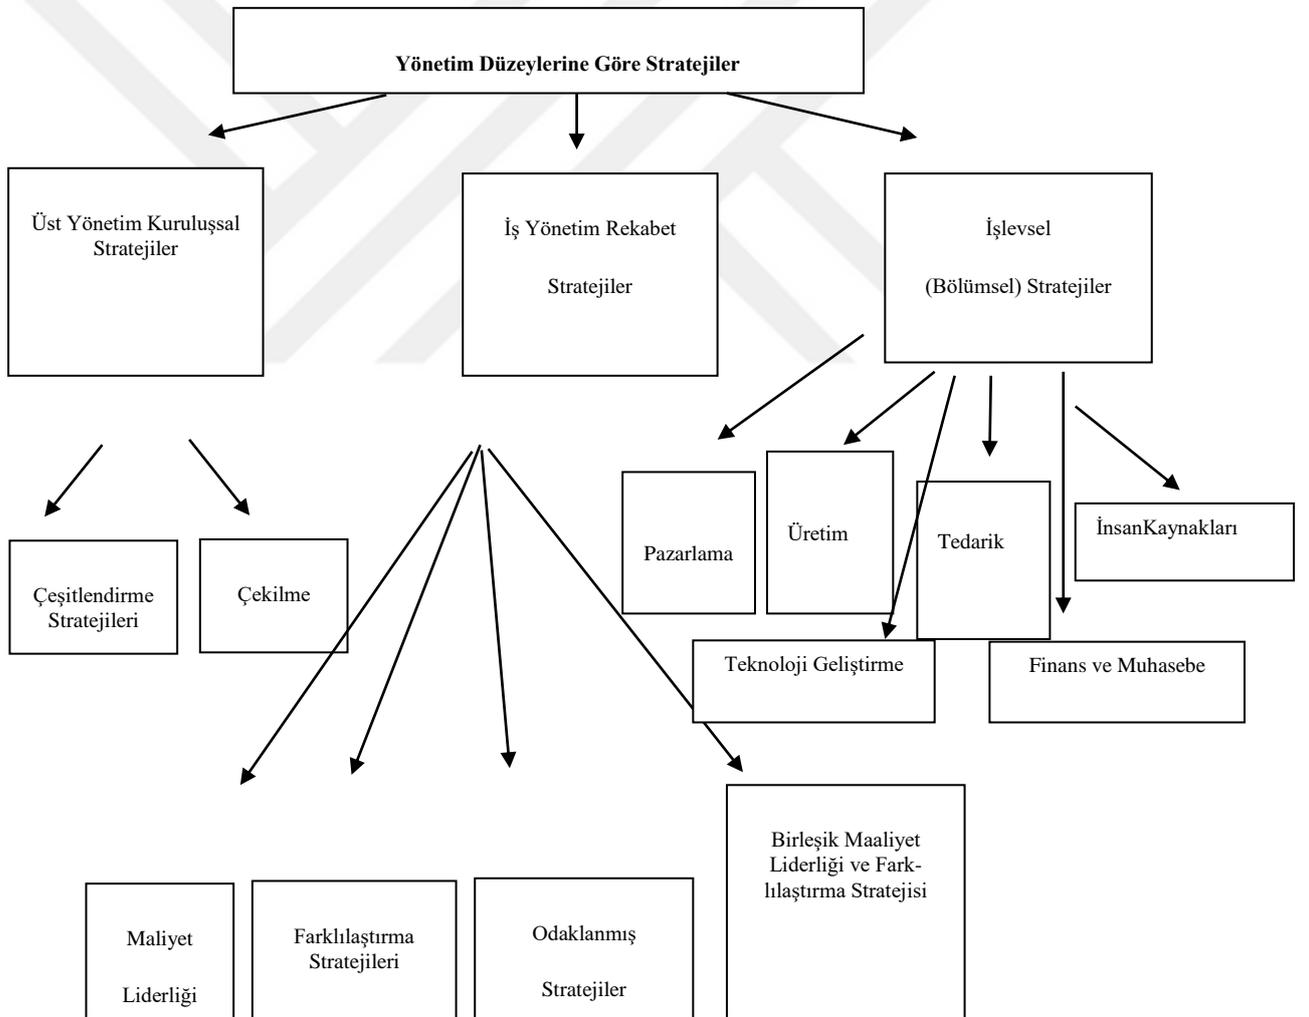 Yönetim Düzeylerine Göre Stratejiler
Üst Yönetim Kuruluşsal
Stratejiler
İş Yönetim Rekabet
Stratejiler
İşlevsel
(Bölümsel) Stratejiler
Çeşitlendirme
Stratejileri
Çekilme
Pazarlama
Üretim
Tedarik
İnsanKaynakları
Teknoloji Geliştirme
Finans ve Muhasebe
Maliyet
Liderliği
Farklılaştırma
Stratejileri
Odaklanmış
Stratejiler
Birleşik Maaliyet
Liderliği ve Fark-
lılaştırma Stratejisi